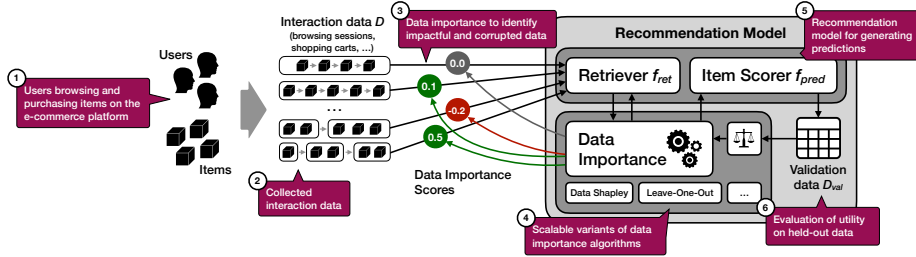 1
Users browsing and
purchasing items on the
e-commerce platform
Users
Items
Interaction data D
(browsing sessions,
shopping carts, ...)
...
2
Collected
interaction data
3
Data importance to identify
impactful and corrupted data
0.0
0.1
-0.2
0.5
Data Importance
Scores
Recommendation Model
Retriever fret
Item Scorer fpred
5
Recommendation
model for generating
predictions
Data
Importance
Data Shapley
Leave-One-Out
...
4
Scalable variants of data
importance algorithms
Validation
data Dval
6
Evaluation of utility
on held-out data